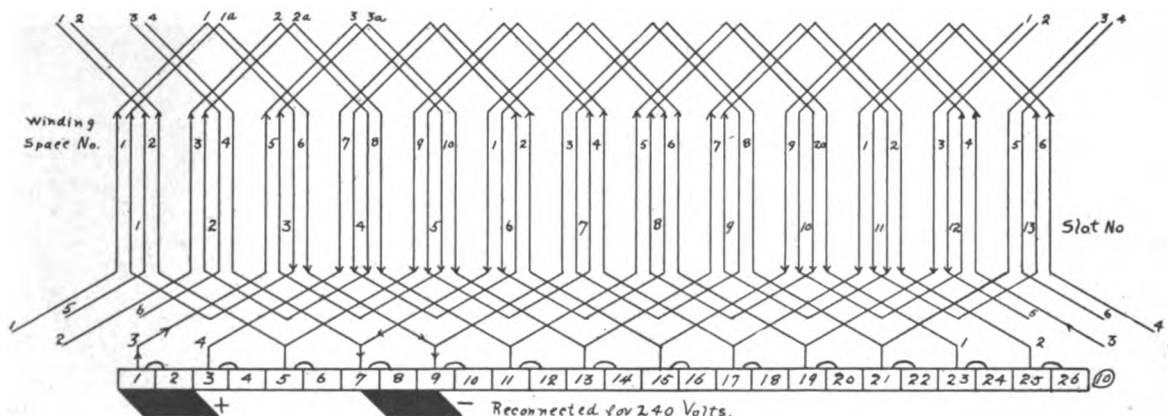 1 2 3 4 1 1a 2 2a 3 3a 1 2 3 4
Winding
Space No. 1 2 3 4 5 6 7 8 9 10 1 2 3 4 5 6 7 8 9 20 1 2 3 4 5 6
1 2 3 4 5 6 7 8 9 10 11 12 13 Slot No
1 5 2 6 3 4 1 5 2 6 3 4
1 2 3 4 5 6 7 8 9 10 11 12 13 14 15 16 17 18 19 20 21 22 23 24 25 26 10
+ − Reconnected for 240 Volts.